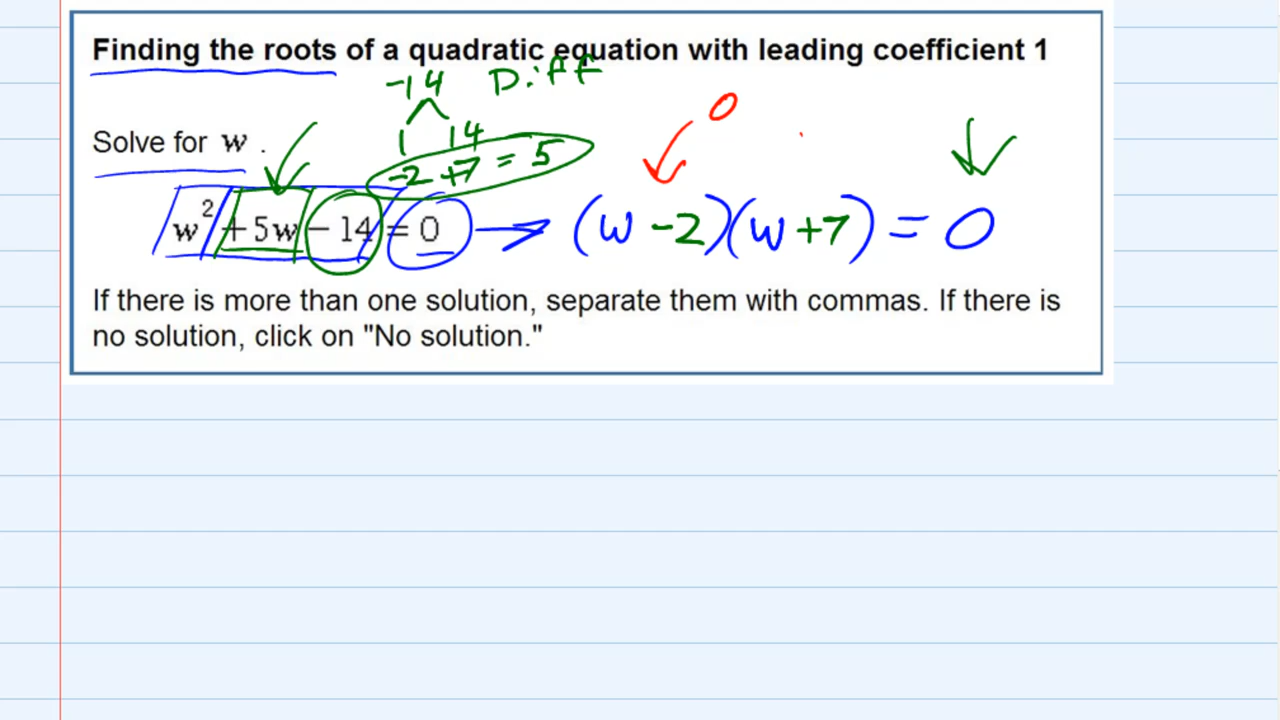 Finding the roots of a quadratic equation with leading coefficient 1
-14 Diff
0
Solve for w .
1 14
-2 +7 = 5
w² + 5w − 14 = 0 → (w -2)(w +7) = 0
If there is more than one solution, separate them with commas. If there is
no solution, click on "No solution."